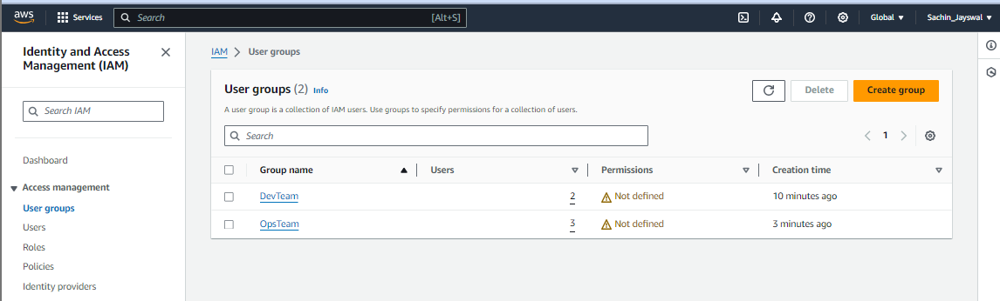 aws Services Search [Alt+S] Global Sachin_Jayswal
Identity and Access
Management (IAM)
Search IAM
Dashboard
Access management
User groups
Users
Roles
Policies
Identity providers
IAM > User groups
User groups (2) Info
Delete
Create group
A user group is a collection of IAM users. Use groups to specify permissions for a collection of users.
Search
1
Group name Users Permissions Creation time
DevTeam 2 Not defined 10 minutes ago
OpsTeam 3 Not defined 3 minutes ago